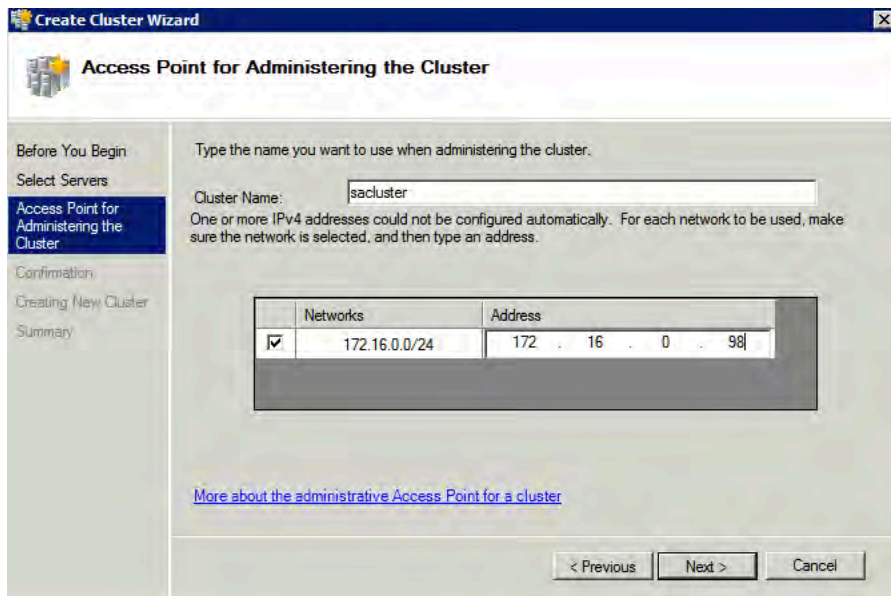 Create Cluster Wizard
Access Point for Administering the Cluster
Before You Begin
Select Servers
Access Point for
Administering the
Cluster
Confirmation
Creating New Cluster
Summary
Type the name you want to use when administering the cluster.
Cluster Name: sacluster
One or more IPv4 addresses could not be configured automatically. For each network to be used, make
sure the network is selected, and then type an address.
Networks Address
172.16.0.0/24 172 . 16 . 0 . 98
More about the administrative Access Point for a cluster
< Previous Next > Cancel